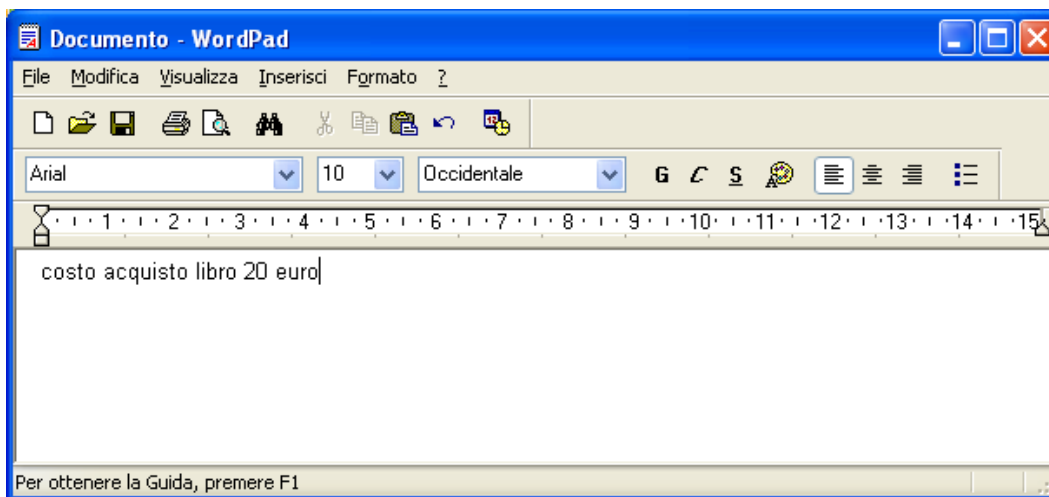 Documento - WordPad
File Modifica Visualizza Inserisci Formato ?
Arial 10 Occidentale G C S
1 2 3 4 5 6 7 8 9 10 11 12 13 14 15
costo acquisto libro 20 euro
Per ottenere la Guida, premere F1